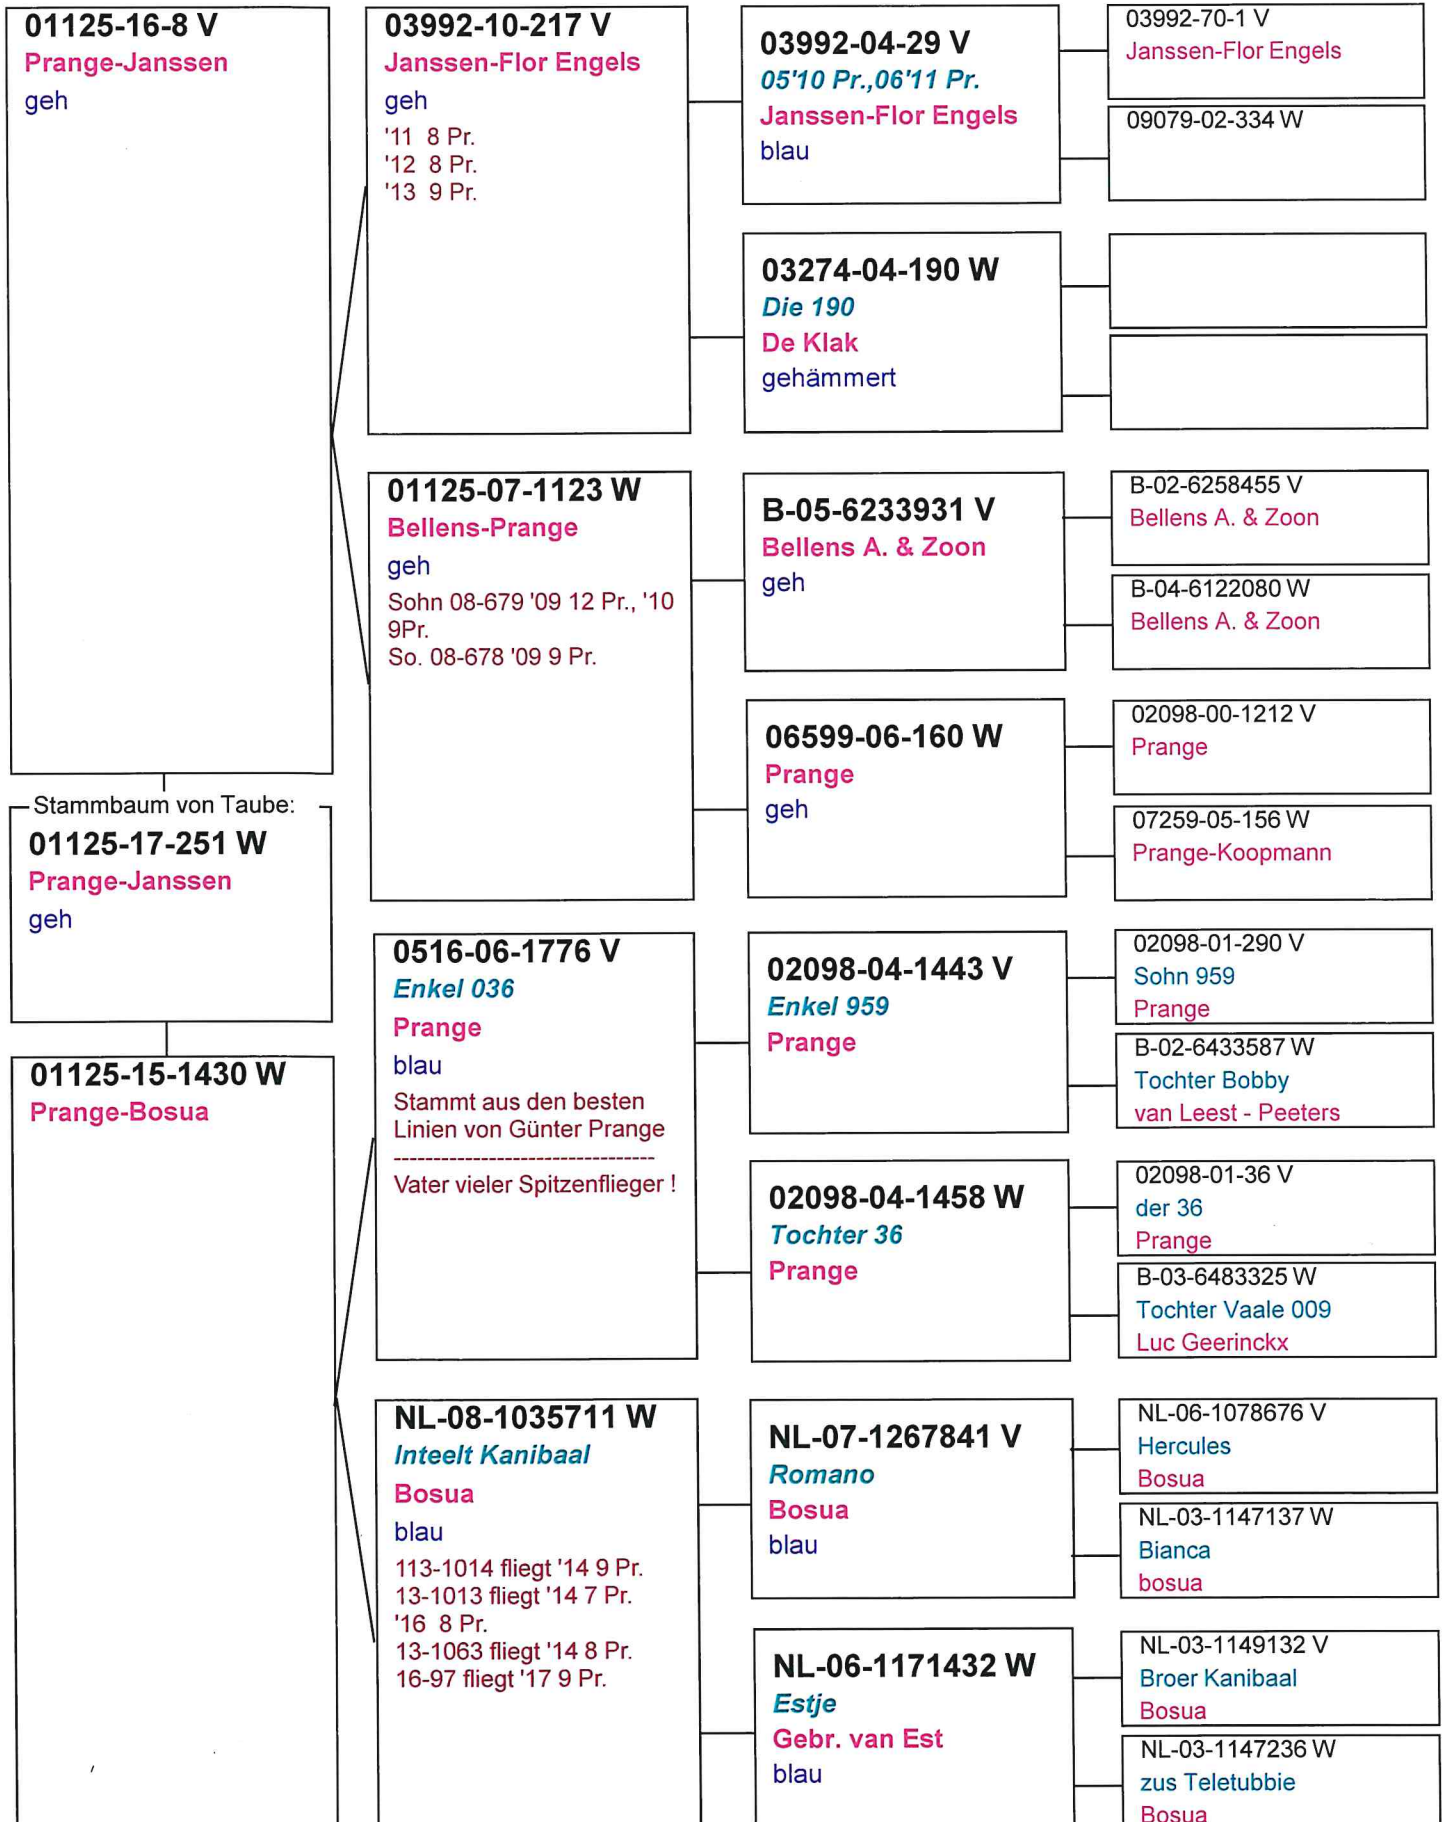 01125-16-8 V
Prange-Janssen
geh
Stammbaum von Taube:
01125-17-251 W
Prange-Janssen
geh
01125-15-1430 W
Prange-Bosua
03992-10-217 V
Janssen-Flor Engels
geh
'11 8 Pr.
'12 8 Pr.
'13 9 Pr.
01125-07-1123 W
Bellens-Prange
geh
Sohn 08-679 '09 12 Pr., '10
9Pr.
So. 08-678 '09 9 Pr.
0516-06-1776 V
Enkel 036
Prange
blau
Stammt aus den besten
Linien von Günter Prange
---------------------------------
Vater vieler Spitzenflieger !
NL-08-1035711 W
Inteelt Kanibaal
Bosua
blau
113-1014 fliegt '14 9 Pr.
13-1013 fliegt '14 7 Pr.
'16 8 Pr.
13-1063 fliegt '14 8 Pr.
16-97 fliegt '17 9 Pr.
03992-04-29 V
05'10 Pr.,06'11 Pr.
Janssen-Flor Engels
blau
03274-04-190 W
Die 190
De Klak
gehämmert
B-05-6233931 V
Bellens A. & Zoon
geh
06599-06-160 W
Prange
geh
02098-04-1443 V
Enkel 959
Prange
02098-04-1458 W
Tochter 36
Prange
NL-07-1267841 V
Romano
Bosua
blau
NL-06-1171432 W
Estje
Gebr. van Est
blau
03992-70-1 V
Janssen-Flor Engels
09079-02-334 W
B-02-6258455 V
Bellens A. & Zoon
B-04-6122080 W
Bellens A. & Zoon
02098-00-1212 V
Prange
07259-05-156 W
Prange-Koopmann
02098-01-290 V
Sohn 959
Prange
B-02-6433587 W
Tochter Bobby
van Leest - Peeters
02098-01-36 V
der 36
Prange
B-03-6483325 W
Tochter Vaale 009
Luc Geerinckx
NL-06-1078676 V
Hercules
Bosua
NL-03-1147137 W
Bianca
bosua
NL-03-1149132 V
Broer Kanibaal
Bosua
NL-03-1147236 W
zus Teletubbie
Bosua